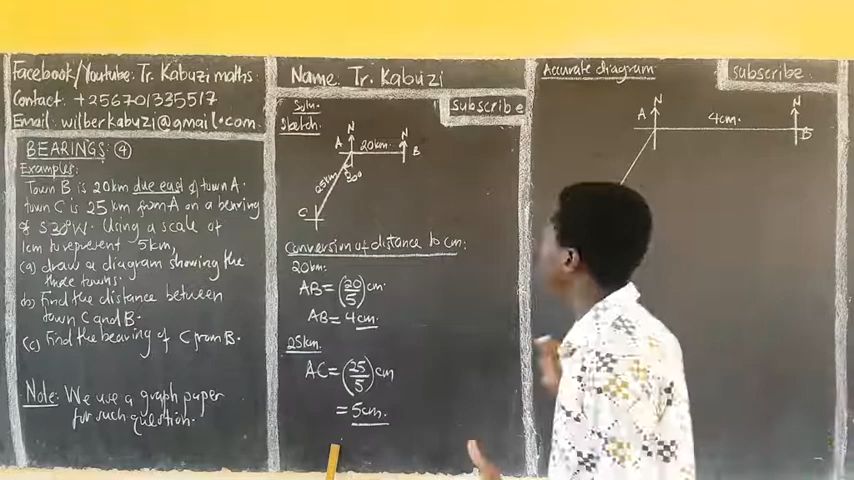 Facebook/Youtube: Tr. Kabuzi maths
Contact: +256701335517
Email: wilberkabuzi@gmail.com
BEARINGS ④
Examples:
Town B is 20km due east of town A.
town C is 25km from A on a bearing
of S30°W. Using a scale of
1cm to represent 5km,
(a) draw a diagram showing the
three towns.
(b) Find the distance between
town C and B.
(c) Find the bearing of C from B.
Note: We use a graph paper
for such question.
Name: Tr. Kabuzi
Soln.
subscribe
Sketch.
N
N
A
20km
B
25km
30°
C
Conversion of distance to cm:
20km:
AB = (20/5) cm
AB = 4cm.
25km.
AC = (25/5) cm
= 5cm.
Accurate diagram:
subscribe
N
N
A
4cm.
B